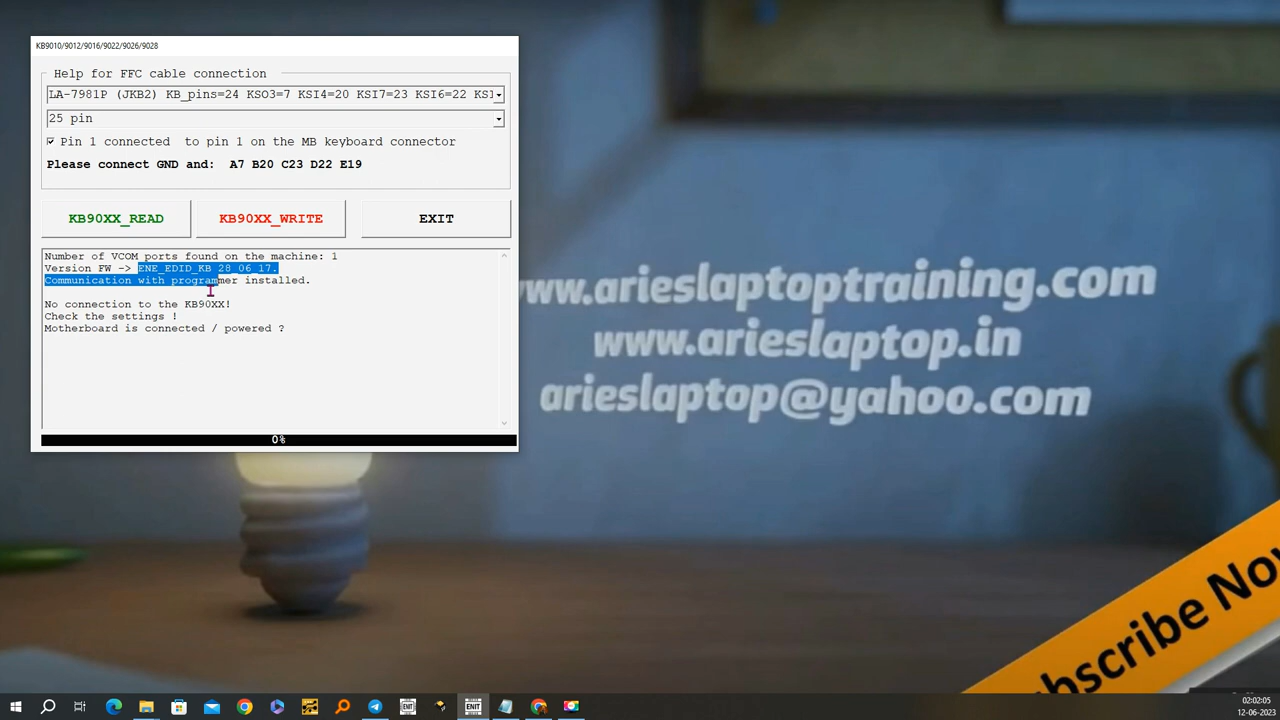 KB9010/9012/9016/9022/9026/9028
Help for FFC cable connection
LA-7981P (JKB2) KB_pins=24 KSO3=7 KSI4=20 KSI7=23 KSI6=22
25 pin
Pin 1 connected to pin 1 on the MB keyboard connector
Please connect GND and: A7 B20 C23 D22 E19
KB90XX_READ KB90XX_WRITE EXIT
Number of VCOM ports found on the machine: 1
Version FW -> ENE_EDID_KB 28_06_17.
Communication with programmer installed.
No connection to the KB90XX!
Check the settings !
Motherboard is connected / powered ?
0%
www.arieslaptoptraining.com
www.arieslaptop.in
arieslaptop@yahoo.com
bscribe No
02:02:05
12-06-2023